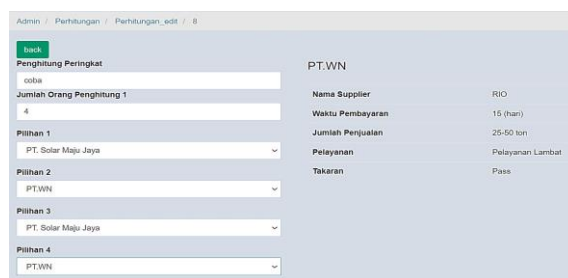 Admin / Perhitungan / Perhitungan_edit / II
back
Penghitung Peringkat
coba
Jumlah Orang Penghitung 1
4
Pilihan 1
PT. Solar Maju Jaya
Pilihan 2
PT.WN
Pilihan 3
PT. Solar Maju Jaya
Pilihan 4
PT.WN
PT.WN
Nama Supplier RIO
Waktu Pembayaran 15 (hari)
Jumlah Penjualan 25-50 ton
Pelayanan Pelayanan Lambat
Takaran Pass